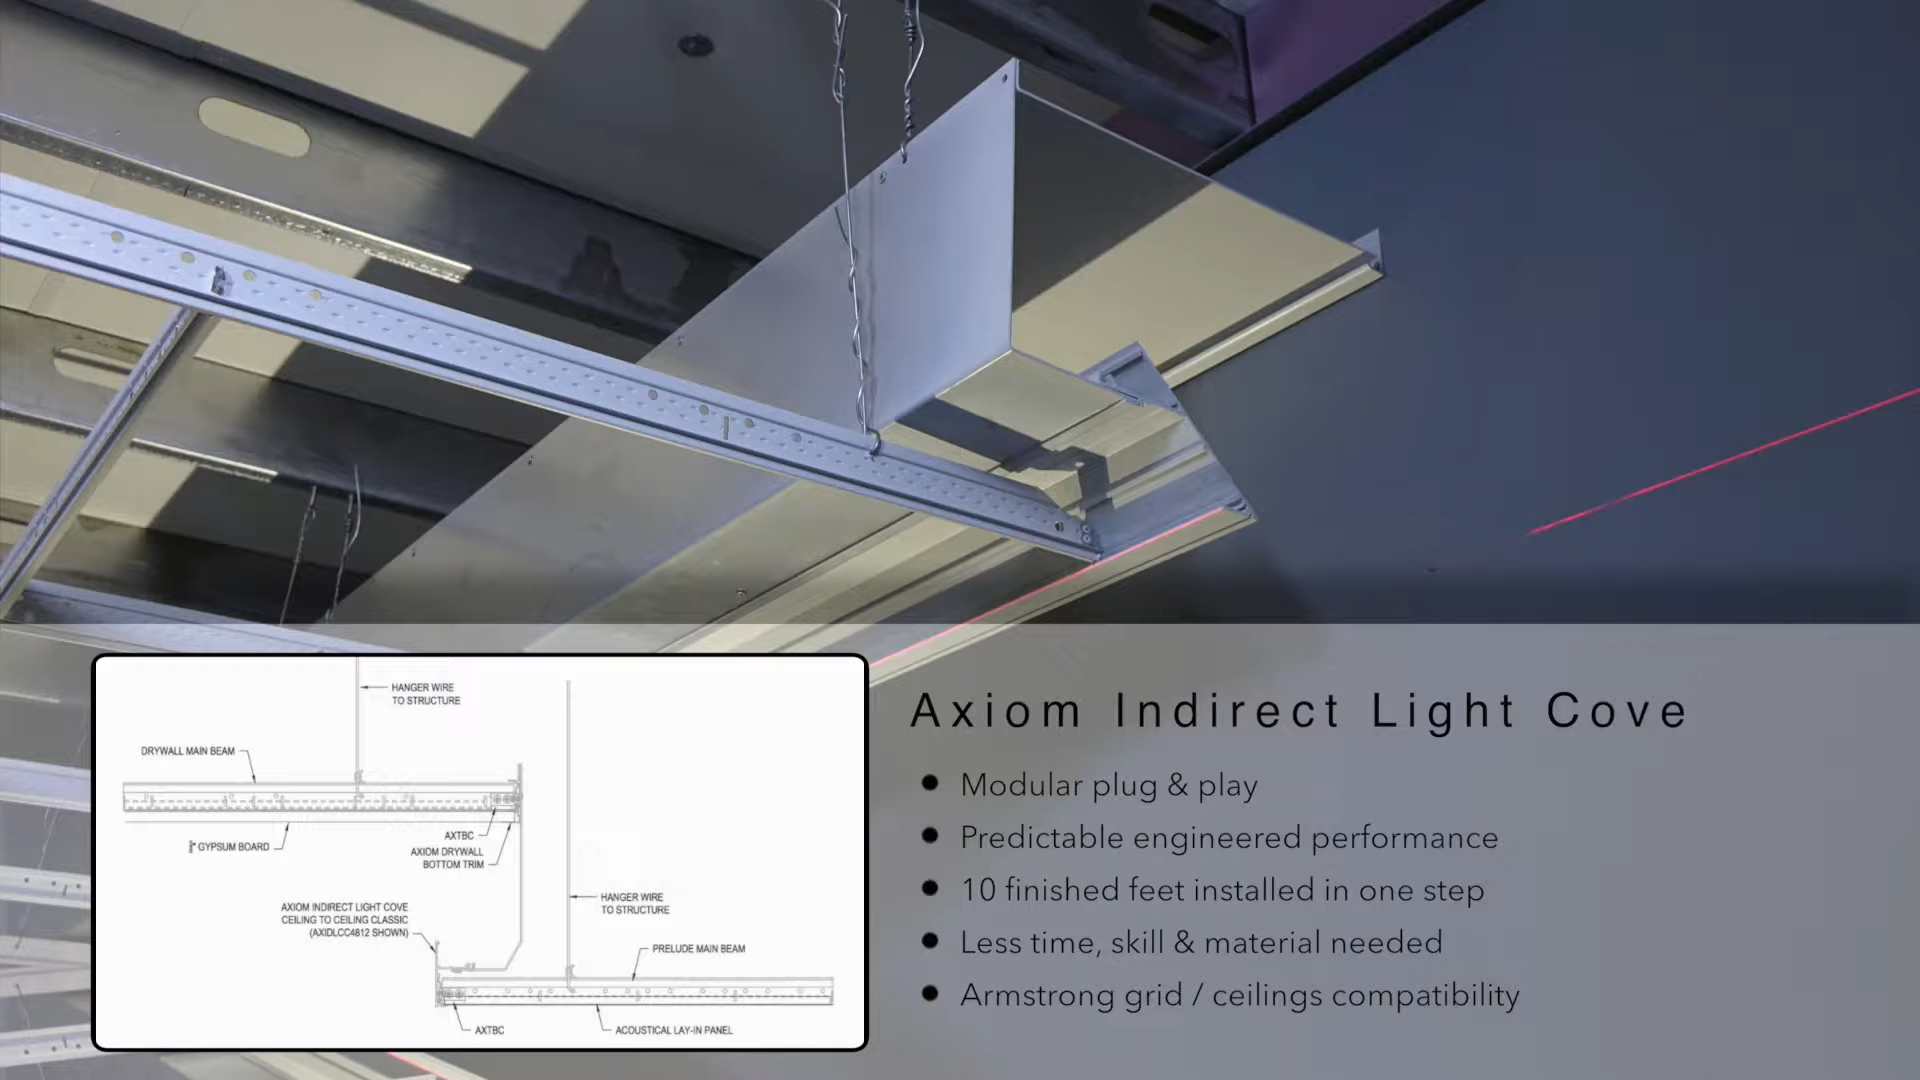 HANGER WIRE
TO STRUCTURE
DRYWALL MAIN BEAM
AXTBC
GYPSUM BOARD
AXIOM DRYWALL
BOTTOM TRIM
HANGER WIRE
TO STRUCTURE
AXIOM INDIRECT LIGHT COVE
CEILING TO CEILING CLASSIC
(AXIDLCC4812 SHOWN)
PRELUDE MAIN BEAM
AXTBC
ACOUSTICAL LAY-IN PANEL
Axiom Indirect Light Cove
● Modular plug & play
● Predictable engineered performance
● 10 finished feet installed in one step
● Less time, skill & material needed
● Armstrong grid / ceilings compatibility